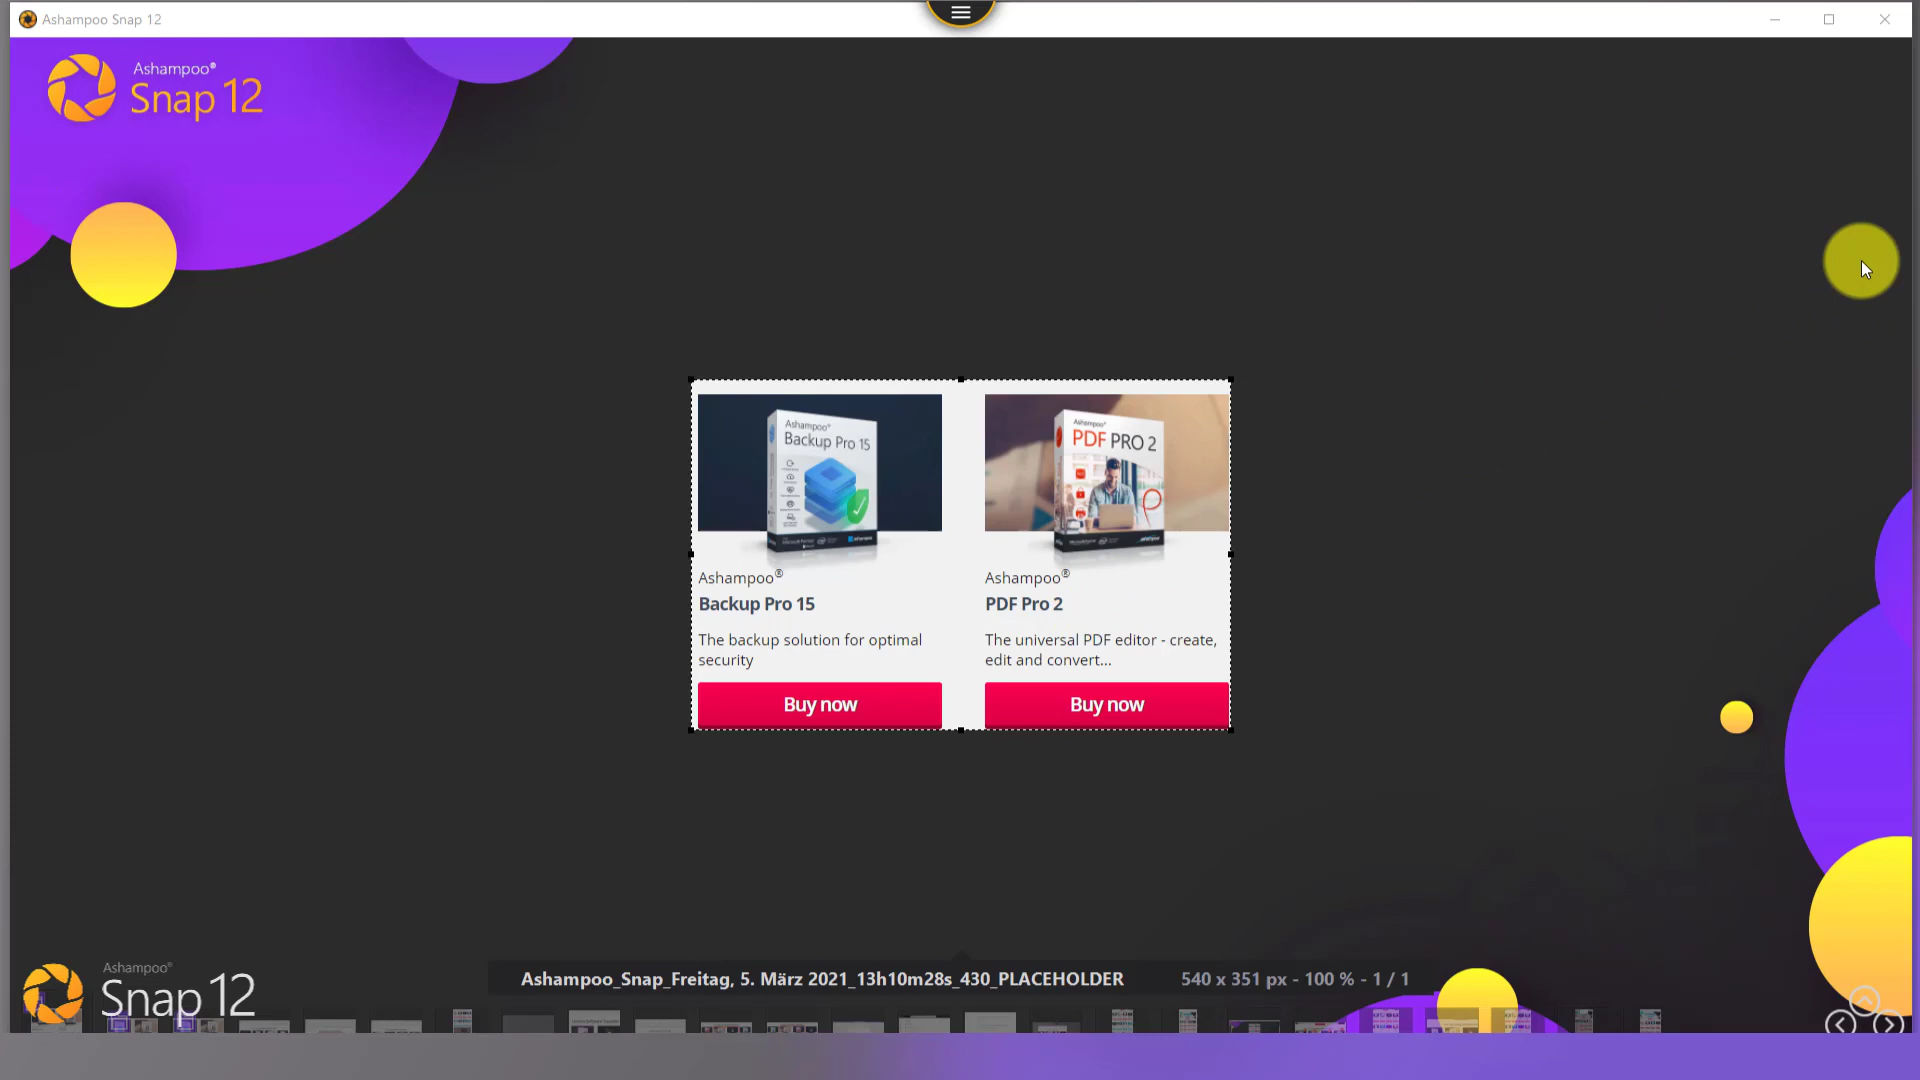 Ashampoo Snap 12
Ashampoo®
Snap 12
Ashampoo®
Backup Pro 15
Ashampoo®
PDF PRO 2
Ashampoo®
Backup Pro 15
The backup solution for optimal
security
Buy now
Ashampoo®
PDF Pro 2
The universal PDF editor - create,
edit and convert...
Buy now
Ashampoo®
Snap 12
Ashampoo_Snap_Freitag, 5. März 2021_13h10m28s_430_PLACEHOLDER
540 x 351 px - 100 % - 1 / 1